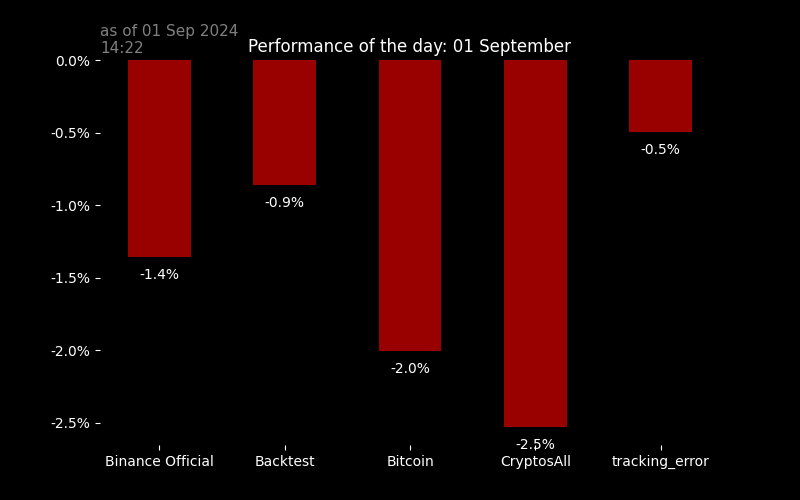 as of 01 Sep 2024
14:22
Performance of the day: 01 September
0.0%
-0.5%
-1.0%
-1.5%
-2.0%
-2.5%
-1.4%
-0.9%
-2.0%
-2.5%
-0.5%
Binance Official
Backtest
Bitcoin
CryptosAll
tracking_error